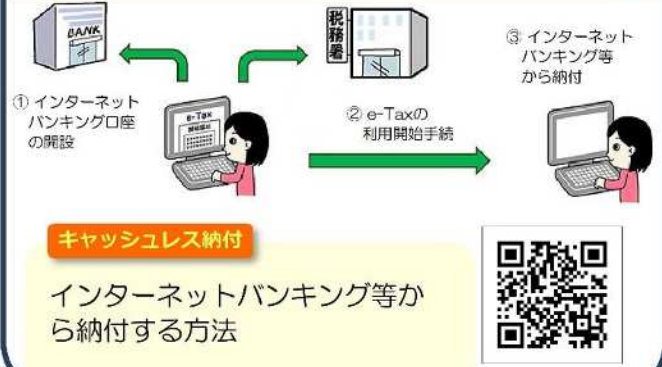 BANK
税務署
① インターネット
バンキング口座
の開設
e-Tax
② e-Taxの
利用開始手続
③ インターネット
バンキング等
から納付
キャッシュレス納付
インターネットバンキング等か
ら納付する方法